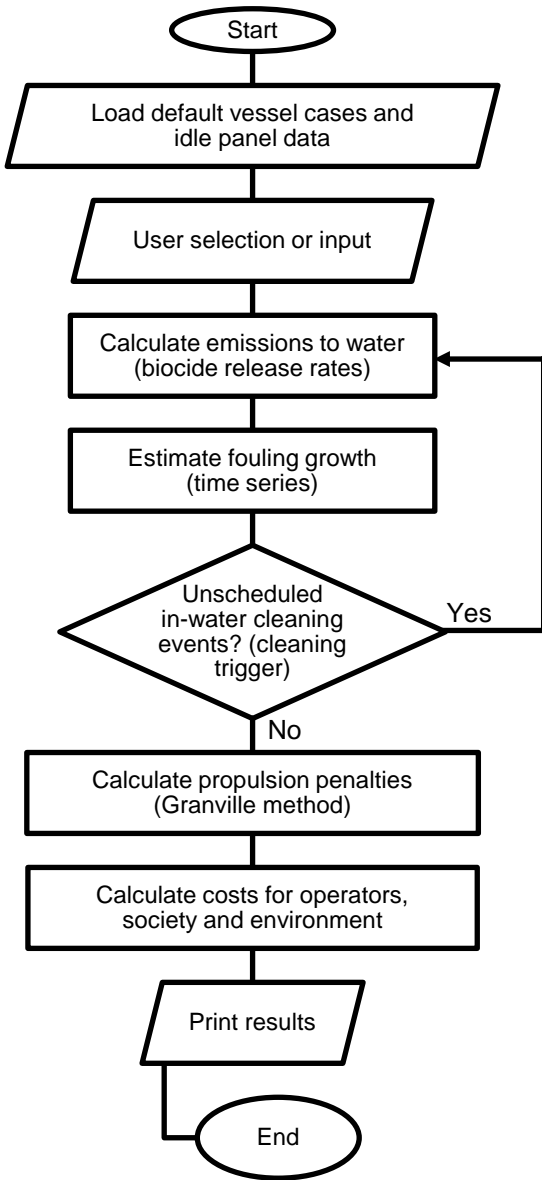 Start
Load default vessel cases and
idle panel data
User selection or input
Calculate emissions to water
(biocide release rates)
Estimate fouling growth
(time series)
Unscheduled
in-water cleaning
events? (cleaning
trigger)
Yes
No
Calculate propulsion penalties
(Granville method)
Calculate costs for operators,
society and environment
Print results
End